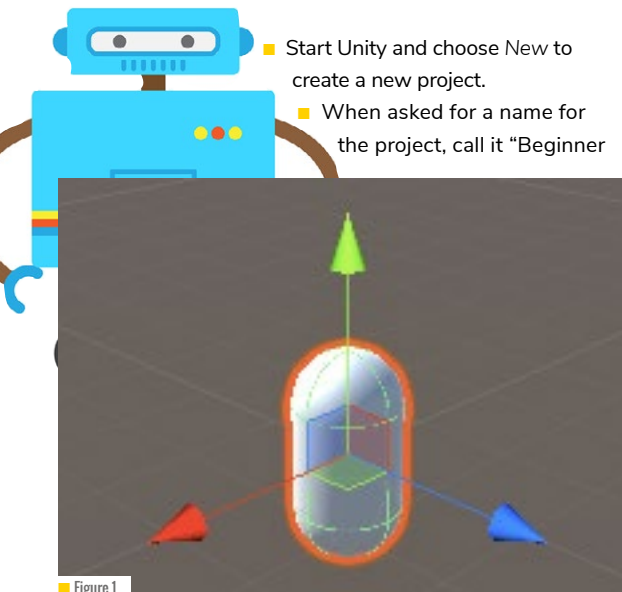 Start Unity and choose New to
create a new project.
When asked for a name for
the project, call it “Beginner
Figure 1